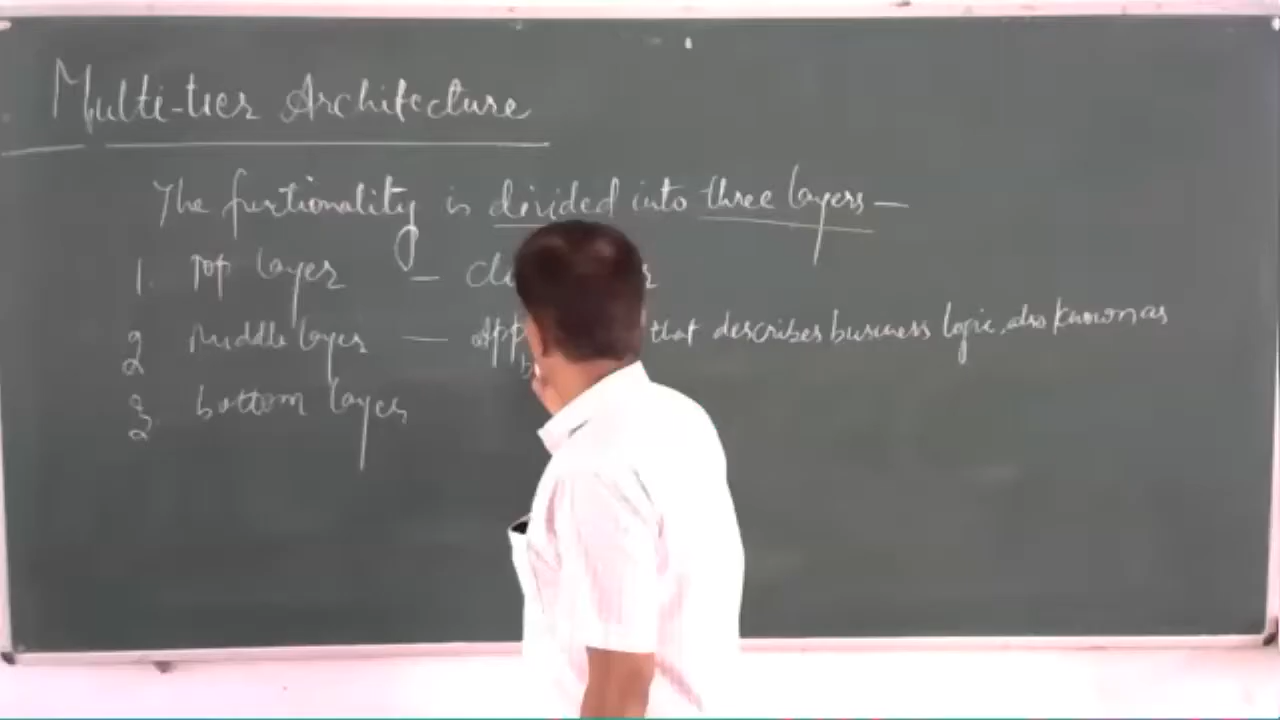 Multi-tier Architecture
The funtionality is divided into three layers —
1. Top layer —
2 Middle layer — that describes business logic, also known as
3. bottom layer